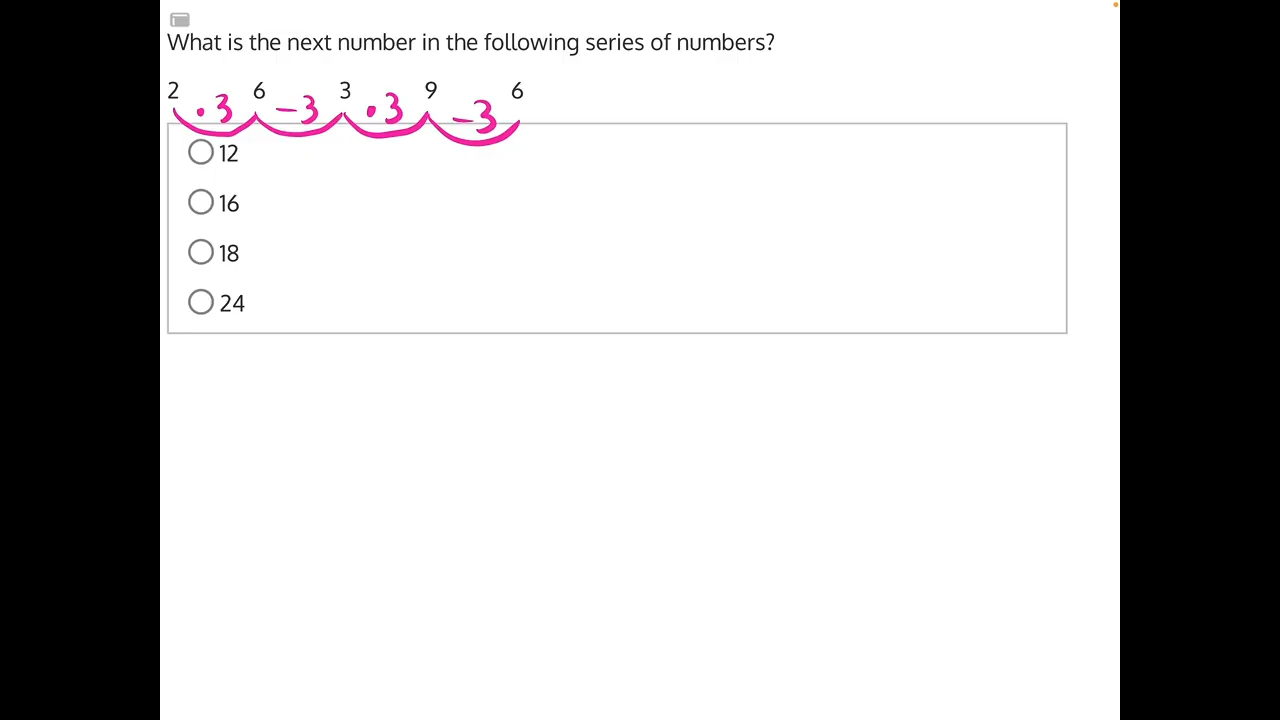 What is the next number in the following series of numbers?
2 6 3 9 6
·3 -3 ·3 -3
12
16
18
24